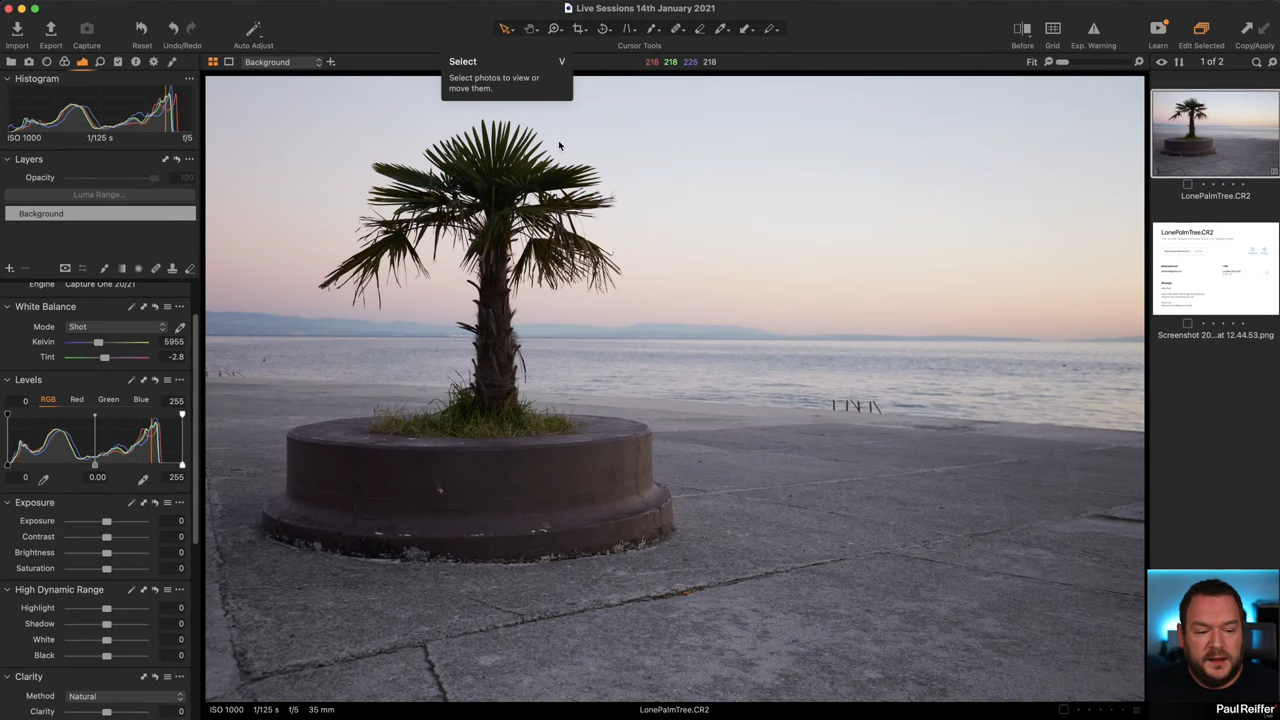 Live Sessions 14th January 2021
Import
Export
Capture
Reset
Undo/Redo
Auto Adjust
Cursor Tools
Before
Grid
Exp. Warning
Learn
Edit Selected
Copy/Apply
Background
216 218 225 218
Fit
1 of 2
Select V
Select photos to view or
move them.
Histogram
ISO 1000 1/125 s f/5
Layers
Opacity 100
Luma Range...
Background
Engine Capture One 20/21
White Balance
Mode Shot
Kelvin 5955
Tint -2.8
Levels
0 RGB Red Green Blue 255
0 0.00 255
Exposure
Exposure 0
Contrast 0
Brightness 0
Saturation 0
High Dynamic Range
Highlight 0
Shadow 0
White 0
Black 0
Clarity
Method Natural
Clarity 0
ISO 1000 1/125 s f/5 35 mm
LonePalmTree.CR2
LonePalmTree.CR2
LonePalmTree.CR2
Screenshot 20...at 12.44.53.png
Paul Reiffer
Live